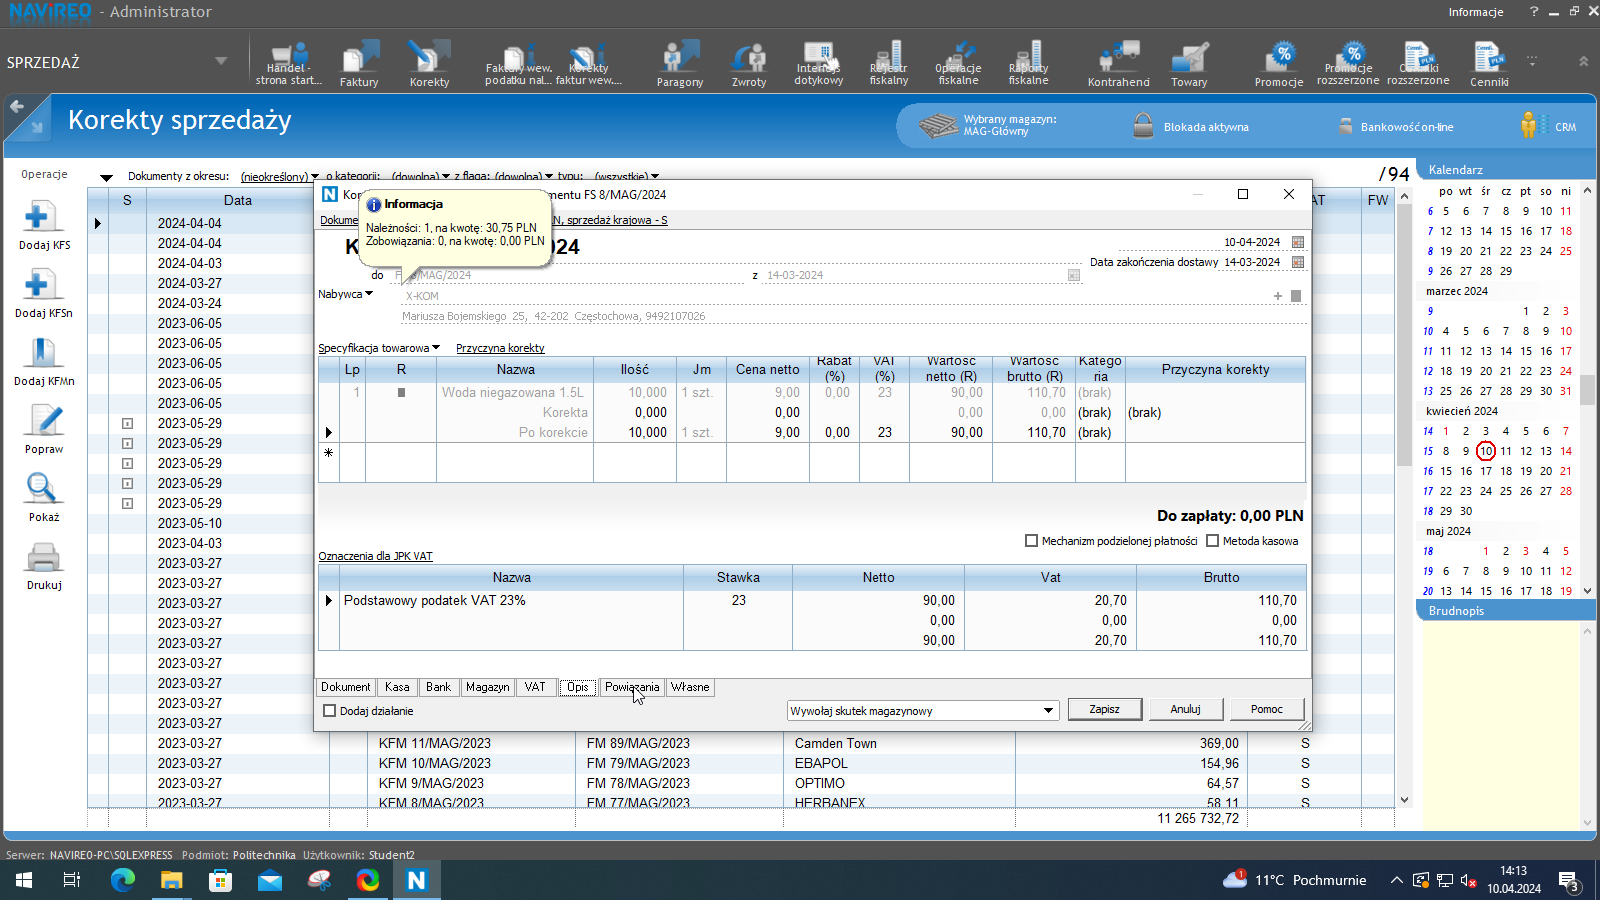 NAVIREO - Administrator
Informacje
SPRZEDAŻ
Handel - strona start...
Faktury
Korekty
Faktury wew. podatku nal...
Korekty faktur wew....
Paragony
Zwroty
Interfejs dotykowy
Rejestr fiskalny
Operacje fiskalne
Raporty fiskalne
Kontrahenci
Towary
Promocje
Promocje rozszerzone
Cenniki rozszerzone
Cenniki
Korekty sprzedaży
Wybrany magazyn: MAG-Główny
Blokada aktywna
Bankowość on-line
CRM
Operacje
Dodaj KFS
Dodaj KFSn
Dodaj KFMn
Popraw
Pokaż
Drukuj
Dokumenty z okresu: (nieokreślony) o kategorii: (dowolna) z flagą: (dowolna) typu: (wszystkie) / 94
S Data FW
2024-04-04
2024-04-04
2024-04-03
2024-03-27
2024-03-24
2023-06-05
2023-06-05
2023-06-05
2023-06-05
2023-06-05
2023-05-29
2023-05-29
2023-05-29
2023-05-29
2023-05-29
2023-05-10
2023-04-03
2023-03-27
2023-03-27
2023-03-27
2023-03-27
2023-03-27
2023-03-27
2023-03-27
2023-03-27
2023-03-27
2023-03-27 KFM 11/MAG/2023 FM 89/MAG/2023 Camden Town 369,00 S
2023-03-27 KFM 10/MAG/2023 FM 79/MAG/2023 EBAPOL 154,96 S
2023-03-27 KFM 9/MAG/2023 FM 78/MAG/2023 OPTIMO 64,57 S
2023-03-27 KFM 8/MAG/2023 FM 77/MAG/2023 HERBANEX 58,11 S
11 265 732,72
FS 8/MAG/2024
Informacja
Należności: 1, na kwotę: 30,75 PLN
Zobowiązania: 0, na kwotę: 0,00 PLN
sprzedaż krajowa - S
10-04-2024
do /MAG/2024 z 14-03-2024
Data zakończenia dostawy 14-03-2024
Nabywca X-KOM
Mariusza Bojemskiego 25, 42-202 Częstochowa, 9492107026
Specyfikacja towarowa Przyczyna korekty
Lp R Nazwa Ilość Jm Cena netto Rabat (%) VAT (%) Wartość netto (R) Wartość brutto (R) Katego ria Przyczyna korekty
1 Woda niegazowana 1.5L 10,000 1 szt. 9,00 0,00 23 90,00 110,70 (brak)
Korekta 0,000 0,00 0,00 0,00 (brak) (brak)
Po korekcie 10,000 1 szt. 9,00 0,00 23 90,00 110,70 (brak)
Do zapłaty: 0,00 PLN
Mechanizm podzielonej płatności Metoda kasowa
Oznaczenia dla JPK VAT
Nazwa Stawka Netto Vat Brutto
Podstawowy podatek VAT 23% 23 90,00 20,70 110,70
0,00 0,00 0,00
90,00 20,70 110,70
Dokument Kasa Bank Magazyn VAT Opis Powiązania Własne
Dodaj działanie
Wywołaj skutek magazynowy
Zapisz Anuluj Pomoc
Kalendarz
po wt śr cz pt so ni
6 5 6 7 8 9 10 11
7 12 13 14 15 16 17 18
8 19 20 21 22 23 24 25
9 26 27 28 29
marzec 2024
9 1 2 3
10 4 5 6 7 8 9 10
11 11 12 13 14 15 16 17
12 18 19 20 21 22 23 24
13 25 26 27 28 29 30 31
kwiecień 2024
14 1 2 3 4 5 6 7
15 8 9 10 11 12 13 14
16 15 16 17 18 19 20 21
17 22 23 24 25 26 27 28
18 29 30
maj 2024
18 1 2 3 4 5
19 6 7 8 9 10 11 12
20 13 14 15 16 17 18 19
Brudnopis
Serwer: NAVIREO-PC\SQLEXPRESS Podmiot: Politechnika Użytkownik: Student2
11°C Pochmurnie
14:13
10.04.2024
3